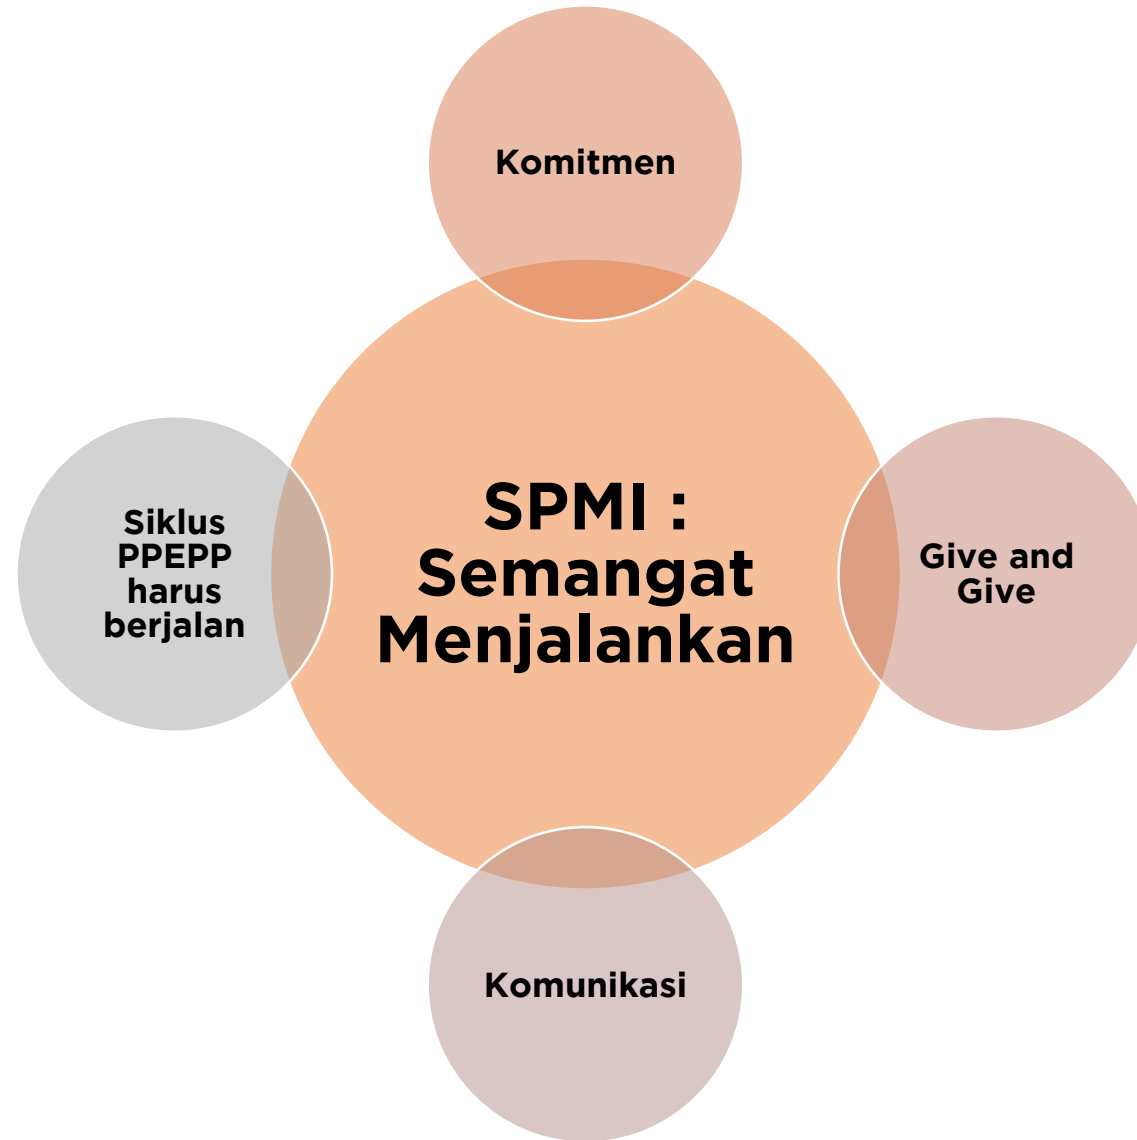 Komitmen
SPMI :
Semangat
Menjalankan
Give and
Give
Komunikasi
Siklus
PPEPP
harus
berjalan